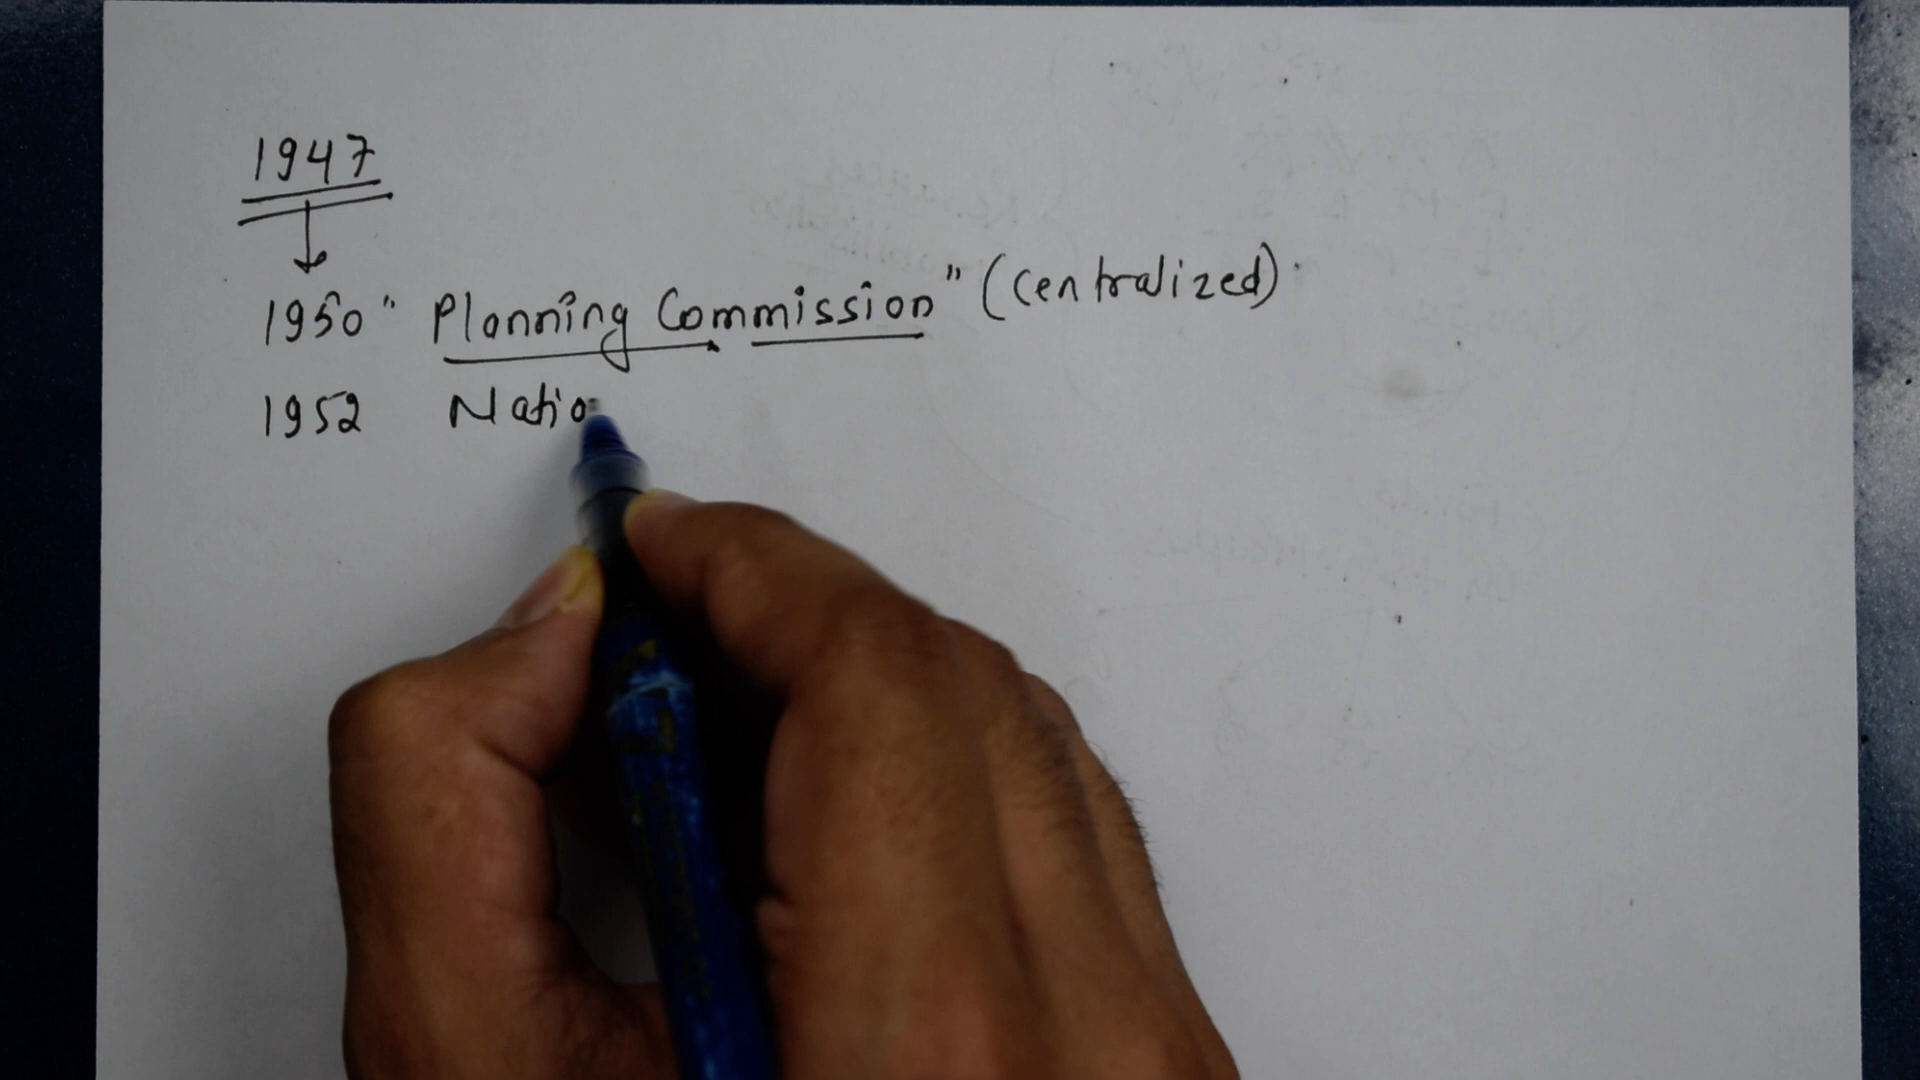 1947
1950 " Planning Commission " (Centralized)
1952 Natio